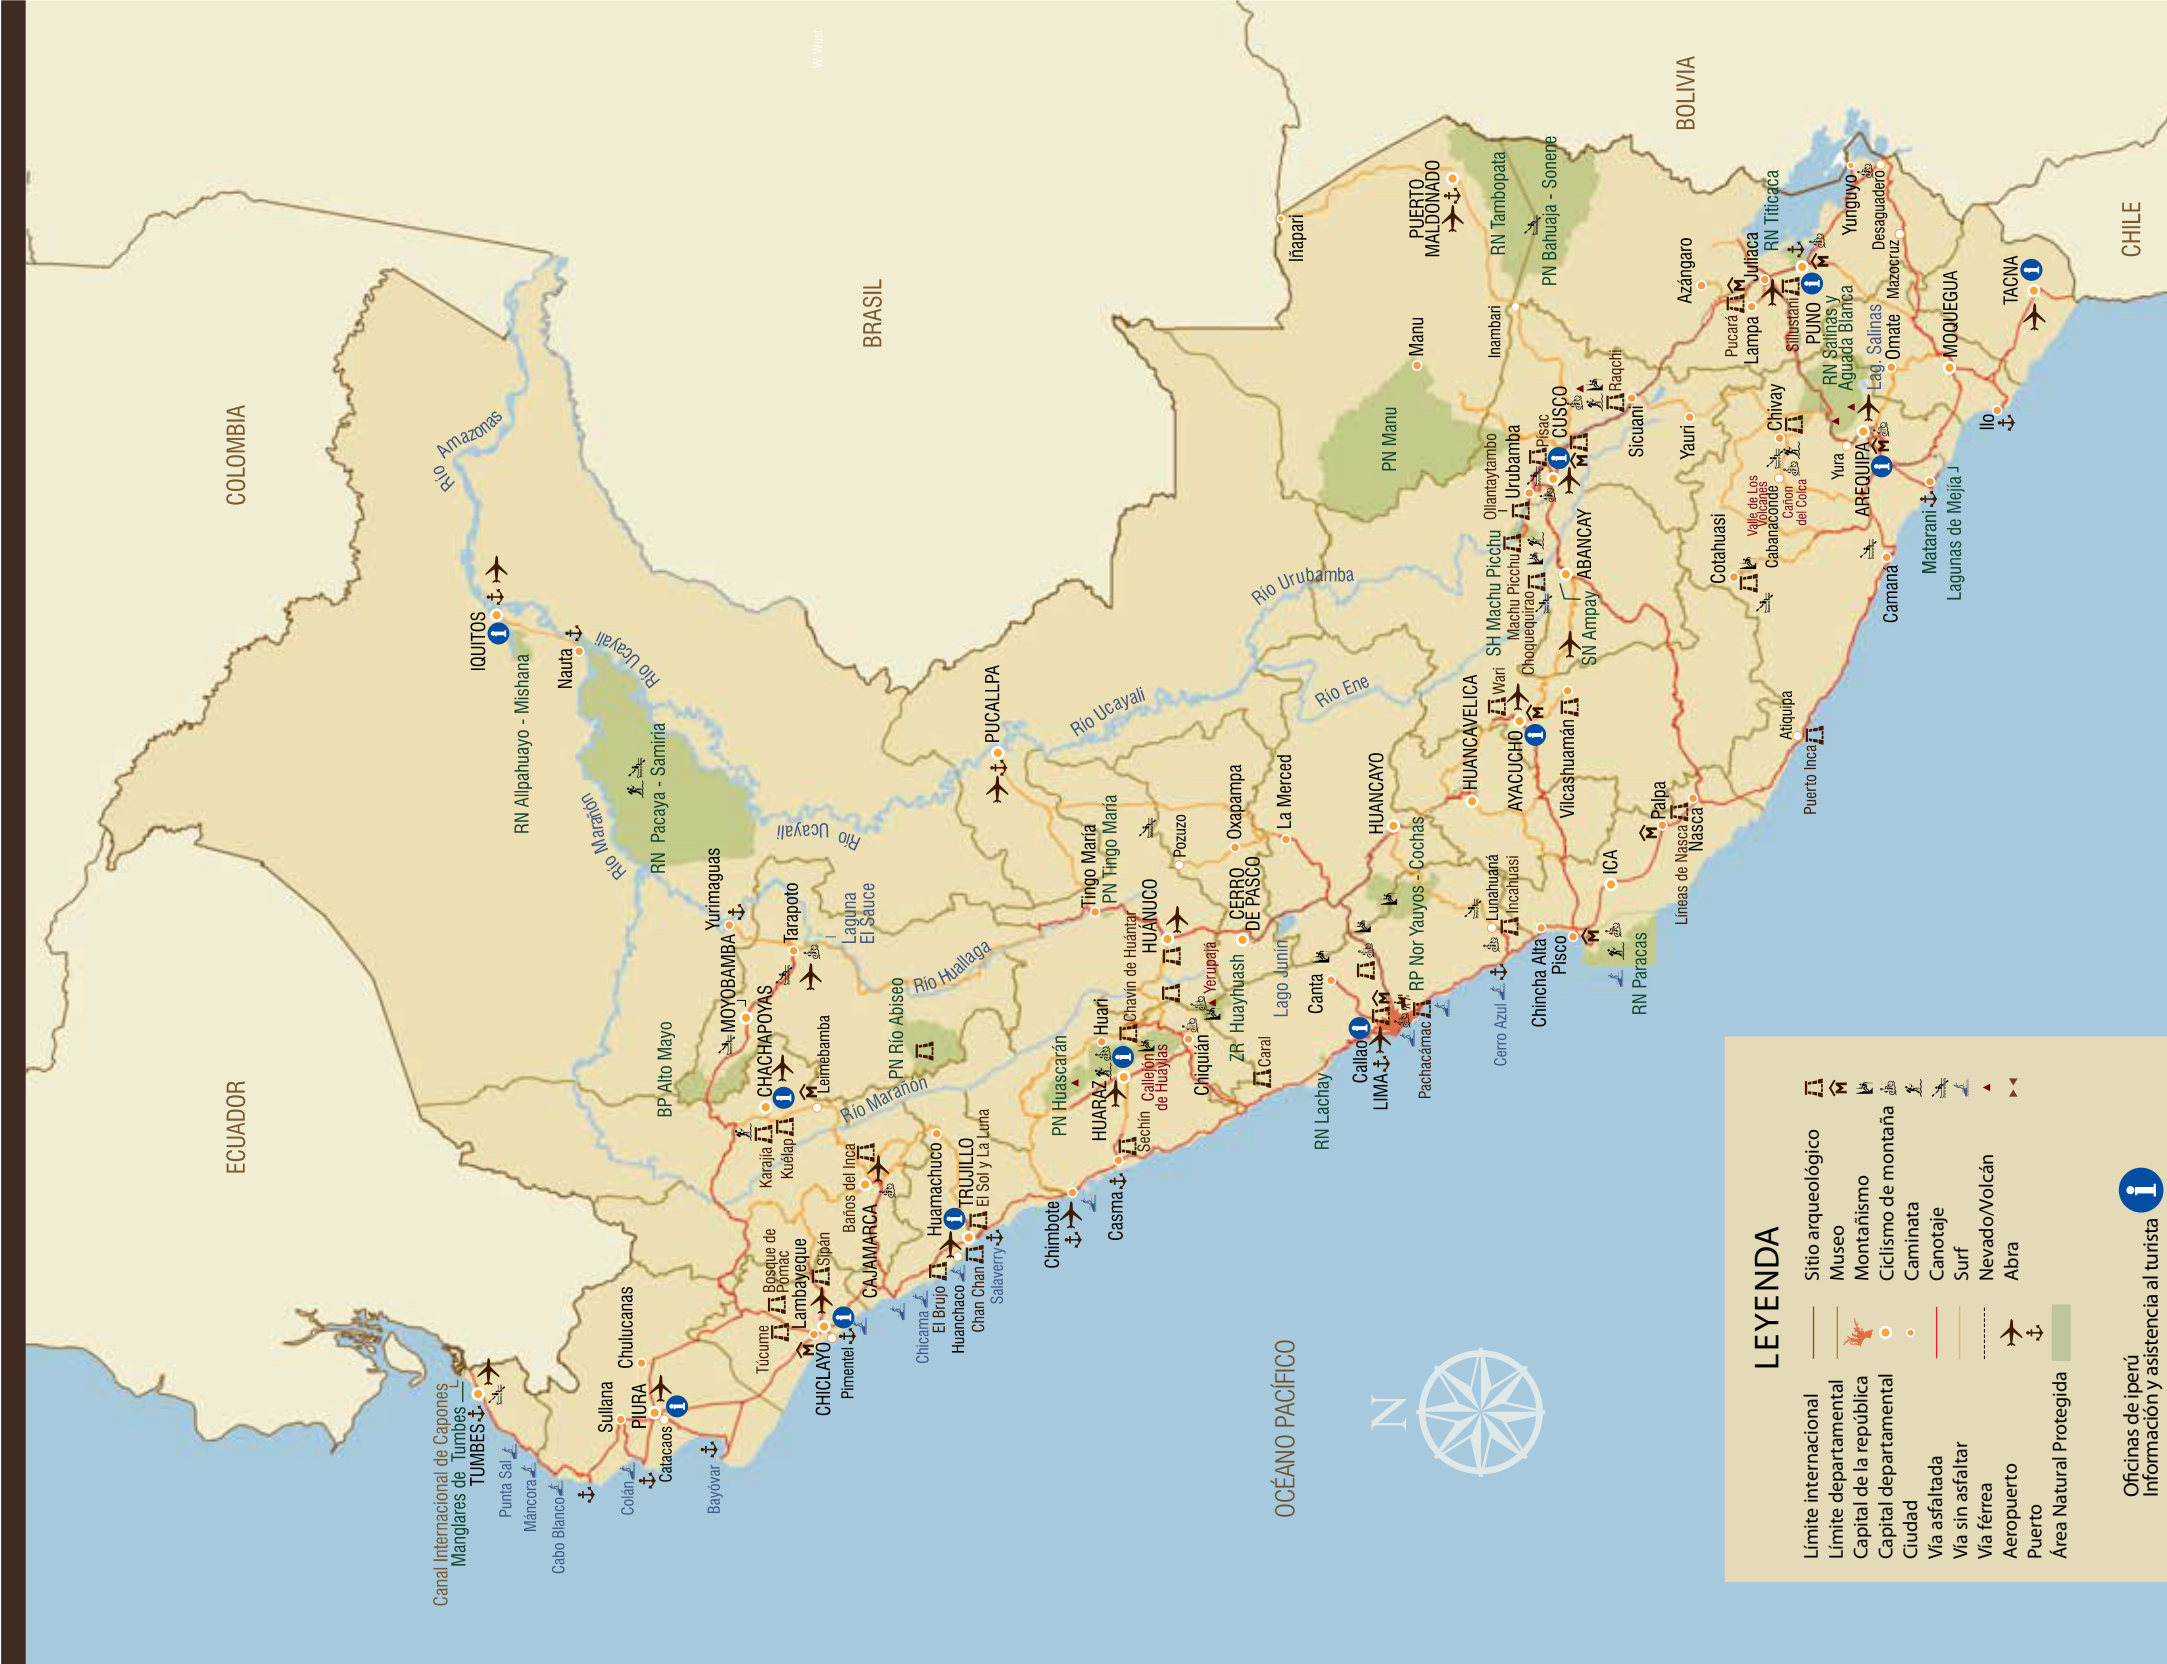 COLOMBIA
ECUADOR
BRASIL
BOLIVIA
CHILE
OCÉANO PACÍFICO
N
W. Wust
Canal Internacional de Capones
Manglares de Tumbes
TUMBES
Punta Sal
Máncora
Cabo Blanco
Sullana
PIURA
Catacaos
Colán
Bayóvar
Chulucanas
Túcume
Bosque de
Pómac
Lambayeque
Sipán
CHICLAYO
Pimentel
Baños del Inca
CAJAMARCA
Huamachuco
Chicama
El Brujo
Huanchaco
TRUJILLO
El Sol y La Luna
Chan Chan
Salaverry
Karajía
Kuélap
CHACHAPOYAS
Leimebamba
MOYOBAMBA
BP Alto Mayo
Yurimaguas
Tarapoto
Laguna
El Sauce
Río Huallaga
PN Río Abiseo
Río Marañón
Río Marañón
IQUITOS
Río Amazonas
Nauta
Río Ucayali
RN Allpahuayo - Mishana
RN Pacaya - Samiria
Río Ucayali
PUCALLPA
Río Ucayali
Chimbote
Casma
Sechín
PN Huascarán
HUARAZ
Huari
Callejón
de Huaylas
Chavín de Huántar
Chiquián
Yerupajá
ZR Huayhuash
Caral
HUÁNUCO
Tingo María
PN Tingo María
Pozuzo
Oxapampa
CERRO
DE PASCO
La Merced
Lago Junín
Canta
RN Lachay
Callao
LIMA
Pachacámac
RP Nor Yauyos - Cochas
HUANCAYO
HUANCAVELICA
Río Ene
Río Urubamba
Cerro Azul
Lunahuaná
Incahuasi
Chincha Alta
Pisco
RN Paracas
ICA
Palpa
Líneas de Nasca
Nasca
AYACUCHO
Wari
Vilcashuamán
Puerto Inca
Atiquipa
SH Machu Picchu
Machu Picchu
Choquequirao
SN Ampay
ABANCAY
Ollantaytambo
Urubamba
Pisac
CUSCO
Raqchi
Sicuani
Yauri
PN Manu
Manu
Iñapari
PUERTO
MALDONADO
RN Tambopata
PN Bahuaja - Sonene
Inambari
Azángaro
Pucará
Lampa
Juliaca
Sillustani
PUNO
RN Titicaca
Yunguyo
Desaguadero
Mazocruz
RN Salinas y
Aguada Blanca
Lag. Salinas
Omate
MOQUEGUA
TACNA
Ilo
Chivay
Valle de Los
Volcanes
Cabanaconde
Cañon
del Colca
Yura
AREQUIPA
Cotahuasi
Camaná
Matarani
Lagunas de Mejía
LEYENDA
Límite internacional
Límite departamental
Capital de la república
Capital departamental
Ciudad
Vía asfaltada
Vía sin asfaltar
Vía férrea
Aeropuerto
Puerto
Área Natural Protegida
Sitio arqueológico
Museo
Montañismo
Ciclismo de montaña
Caminata
Canotaje
Surf
Nevado/Volcán
Abra
Oficinas de iperú
Información y asistencia al turista